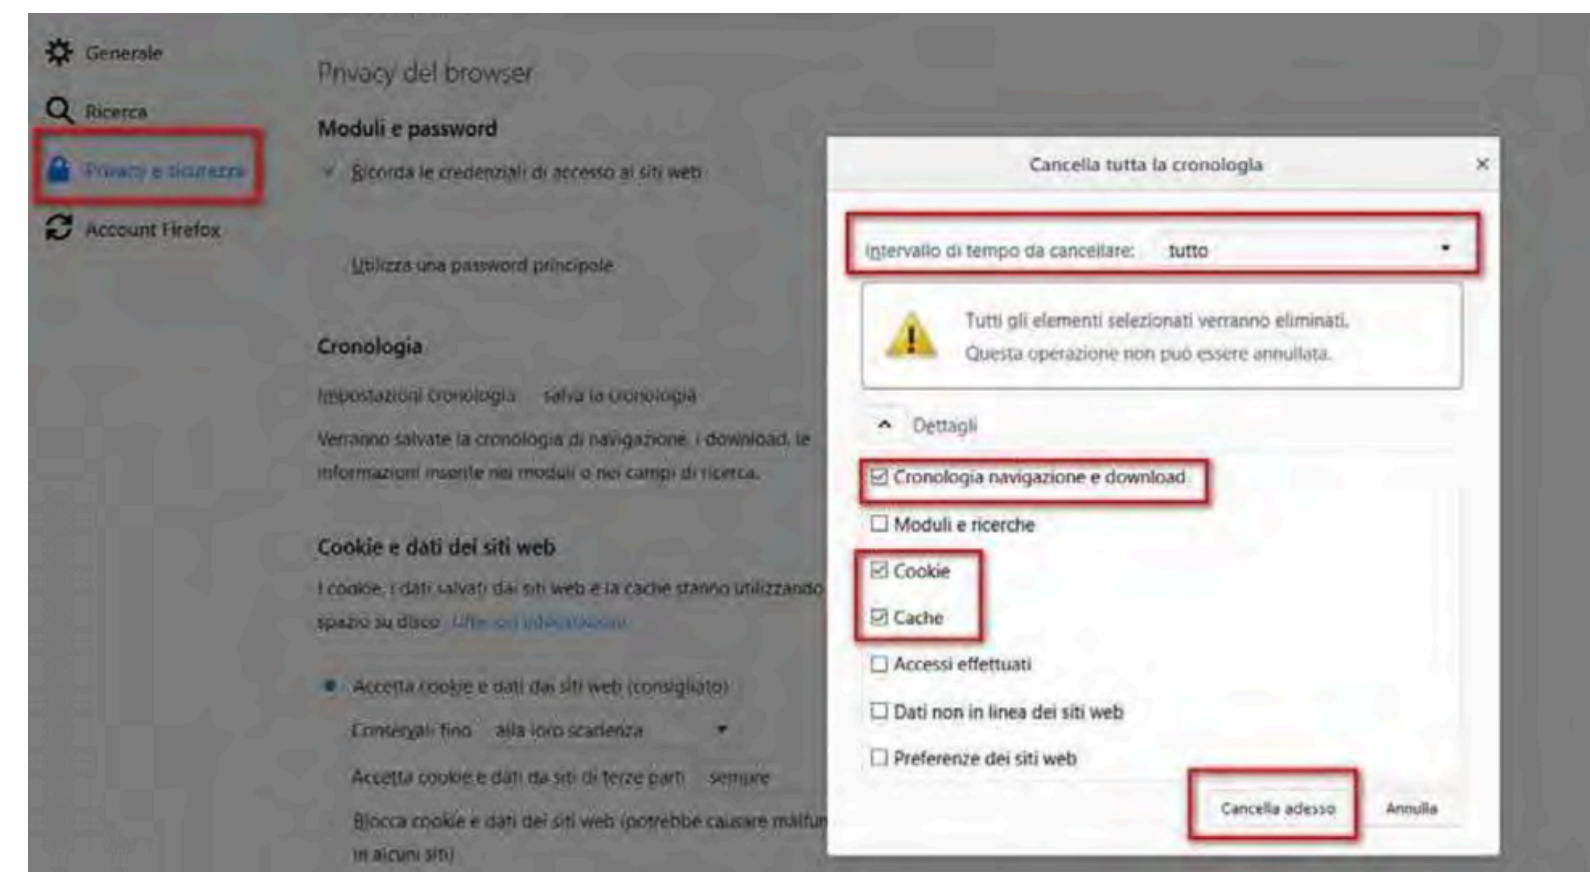 Generale
Ricerca
Privacy e sicurezza
Account Firefox
Privacy del browser
Moduli e password
Ricorda le credenziali di accesso ai siti web
Utilizza una password principale
Cronologia
Impostazioni cronologia salva la cronologia
Verranno salvate la cronologia di navigazione, i download, le
informazioni inserite nei moduli o nei campi di ricerca.
Cookie e dati dei siti web
I cookie, i dati salvati dai siti web e la cache stanno utilizzando
spazio su disco Ulteriori informazioni
Accetta cookie e dati dai siti web (consigliato)
Conservali fino alla loro scadenza
Accetta cookie e dati da siti di terze parti sempre
Blocca cookie e dati dei siti web (potrebbe causare malfun
in alcuni siti)
Cancella tutta la cronologia
Intervallo di tempo da cancellare: tutto
Tutti gli elementi selezionati verranno eliminati.
Questa operazione non può essere annullata.
Dettagli
Cronologia navigazione e download
Moduli e ricerche
Cookie
Cache
Accessi effettuati
Dati non in linea dei siti web
Preferenze dei siti web
Cancella adesso Annulla